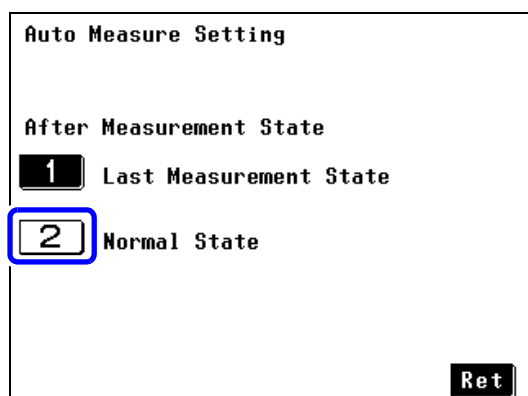 Auto Measure Setting
After Measurement State
1 Last Measurement State
2 Normal State
Ret